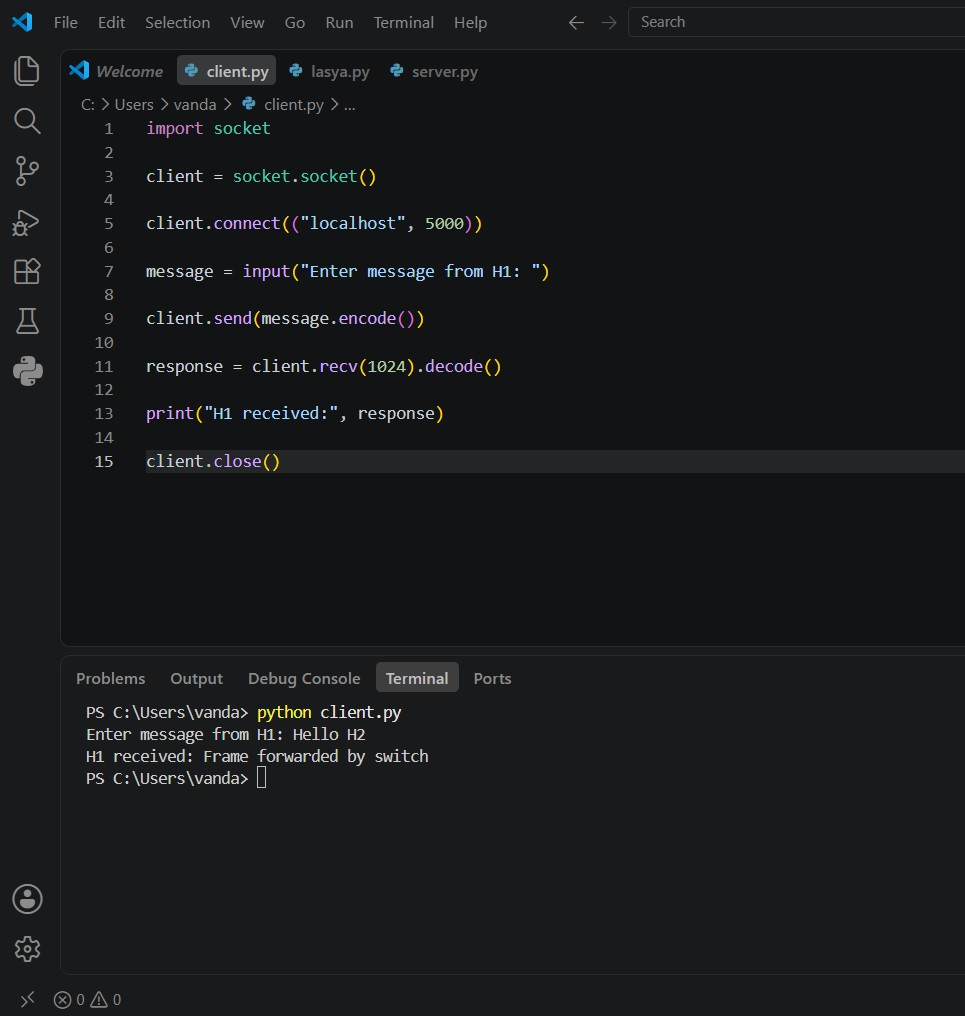 File Edit Selection View Go Run Terminal Help Search
Welcome client.py lasya.py server.py
C: > Users > vanda > client.py > ...
1 import socket
2
3 client = socket.socket()
4
5 client.connect(("localhost", 5000))
6
7 message = input("Enter message from H1: ")
8
9 client.send(message.encode())
10
11 response = client.recv(1024).decode()
12
13 print("H1 received:", response)
14
15 client.close()
Problems Output Debug Console Terminal Ports
PS C:\Users\vanda> python client.py
Enter message from H1: Hello H2
H1 received: Frame forwarded by switch
PS C:\Users\vanda>
0 0